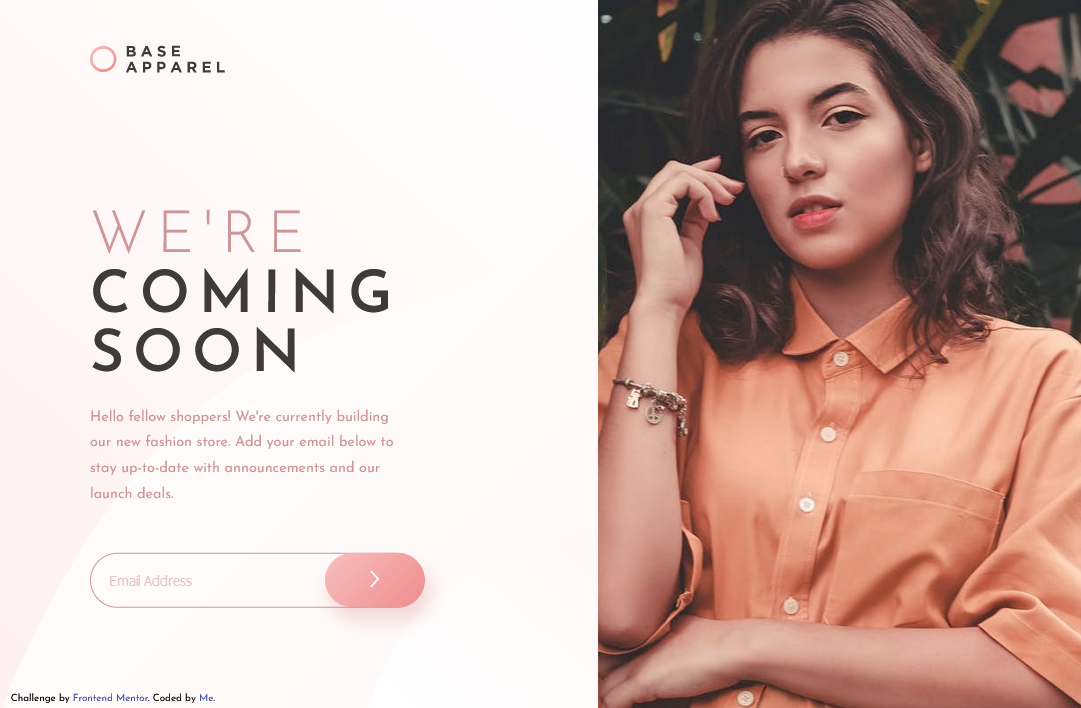 BASE
APPAREL
WE'RE
COMING
SOON
Hello fellow shoppers! We're currently building
our new fashion store. Add your email below to
stay up-to-date with announcements and our
launch deals.
Email Address
Challenge by Frontend Mentor. Coded by Me.